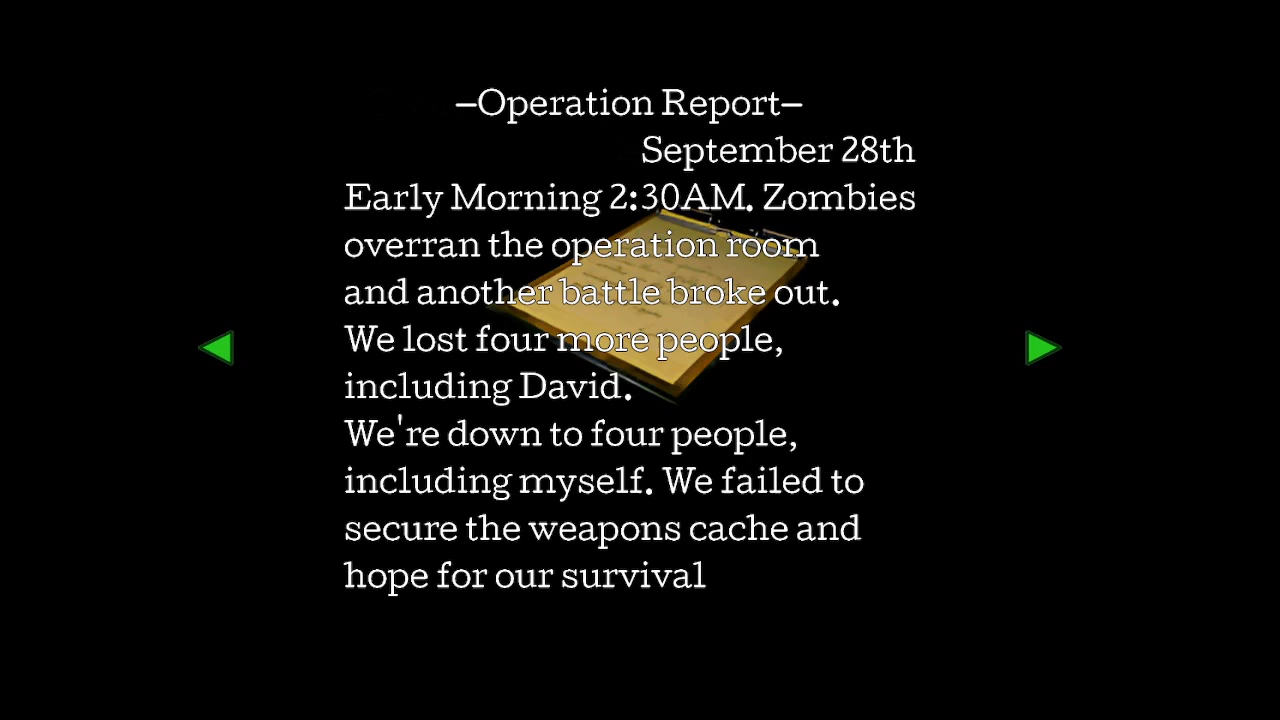 —Operation Report—
September 28th
Early Morning 2:30AM. Zombies
overran the operation room
and another battle broke out.
We lost four more people,
including David.
We're down to four people,
including myself. We failed to
secure the weapons cache and
hope for our survival